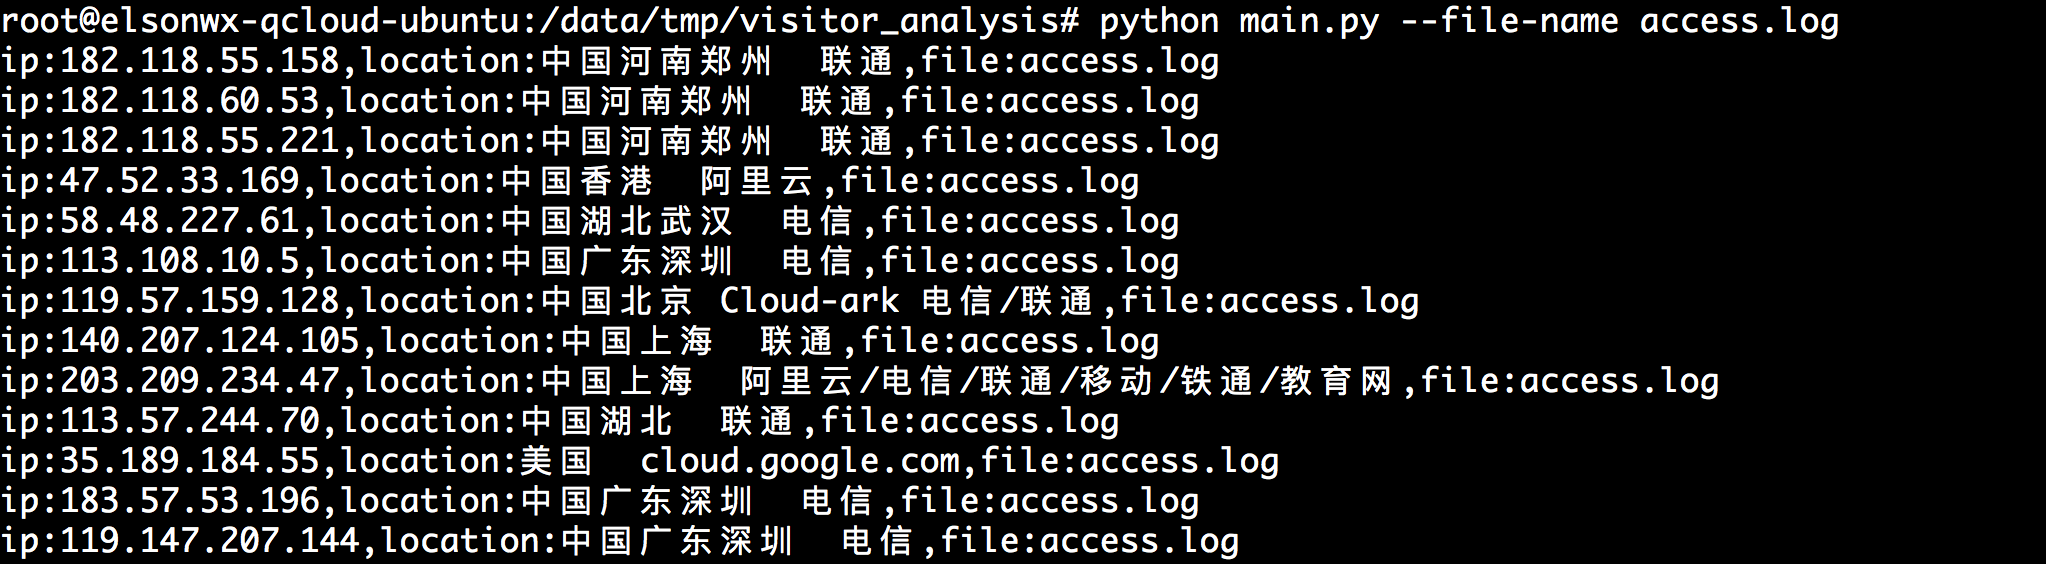 root@elsonwx-qcloud-ubuntu:/data/tmp/visitor_analysis# python main.py --file-name access.log
ip:182.118.55.158,location:中国河南郑州  联通,file:access.log
ip:182.118.60.53,location:中国河南郑州  联通,file:access.log
ip:182.118.55.221,location:中国河南郑州  联通,file:access.log
ip:47.52.33.169,location:中国香港  阿里云,file:access.log
ip:58.48.227.61,location:中国湖北武汉  电信,file:access.log
ip:113.108.10.5,location:中国广东深圳  电信,file:access.log
ip:119.57.159.128,location:中国北京 Cloud-ark 电信/联通,file:access.log
ip:140.207.124.105,location:中国上海  联通,file:access.log
ip:203.209.234.47,location:中国上海  阿里云/电信/联通/移动/铁通/教育网,file:access.log
ip:113.57.244.70,location:中国湖北  联通,file:access.log
ip:35.189.184.55,location:美国  cloud.google.com,file:access.log
ip:183.57.53.196,location:中国广东深圳  电信,file:access.log
ip:119.147.207.144,location:中国广东深圳  电信,file:access.log